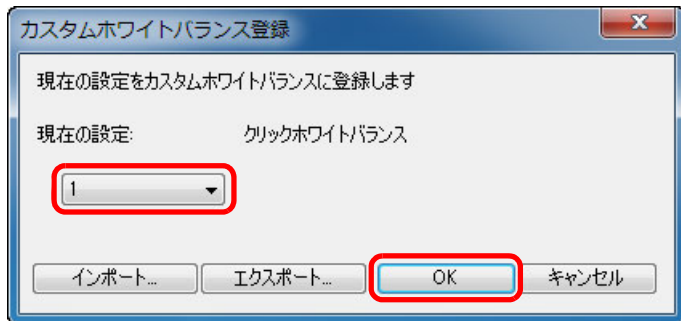 カスタムホワイトバランス登録
現在の設定をカスタムホワイトバランスに登録します
現在の設定: クリックホワイトバランス
1
インポート... エクスポート... OK キャンセル